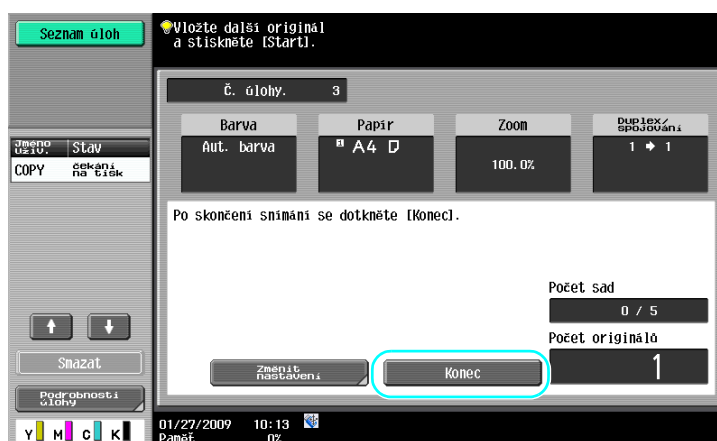 Seznam úloh
Vložte další originál
a stiskněte [Start].
Č. úlohy. 3
Barva
Papír
Zoom
Duplex/
spojování
Aut. barva
1 A4
100.0%
1 → 1
Jméno
uživ.
Stav
COPY
čekání
na tisk
Po skončení snímání se dotkněte [Konec].
Počet sad
0 / 5
Počet originálů
1
Změnit
nastavení
Konec
Smazat
Podrobnosti
úlohy
Y M C K
01/27/2009 10:13
Paměť 0%